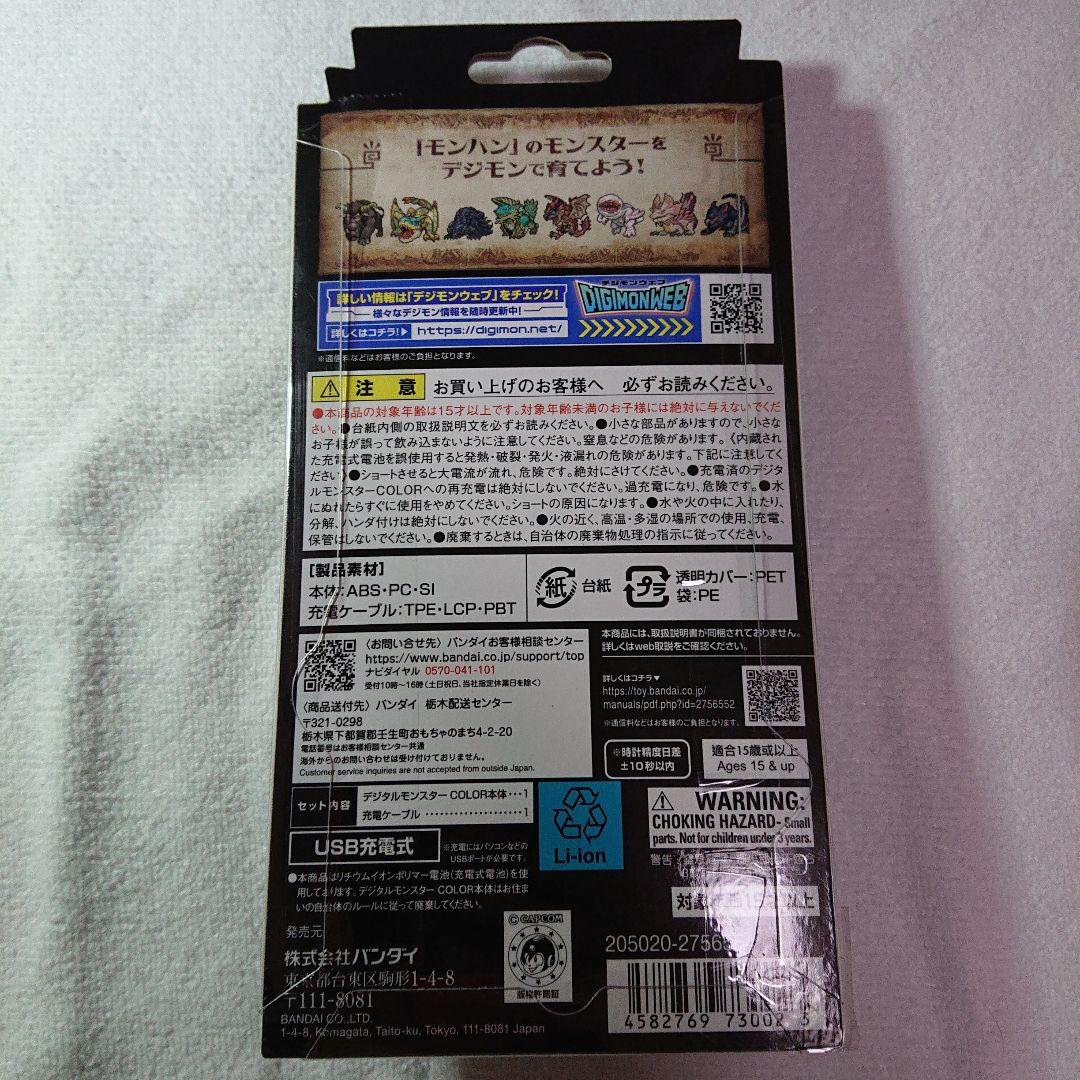 「モンハン」のモンスターを
デジモンで育てよう！
詳しい情報は「デジモンウェブ」をチェック！
様々なデジモン情報を随時更新中！
詳しくはコチラ！▶ https://digimon.net/
デジモンウェブ
DIGIMONWEB
※通信料などはお客様のご負担となります。
⚠ 注 意 お買い上げのお客様へ 必ずお読みください。
●本商品の対象年齢は15才以上です。対象年齢未満のお子様には絶対に与えないでくだ
さい。●台紙内側の取扱説明文を必ずお読みください。●小さな部品がありますので、小さな
お子様が誤って飲み込まないように注意してください。窒息などの危険があります。《内蔵され
た充電式電池を誤使用すると発熱・破裂・発火・液漏れの危険があります。下記に注意してく
ださい》●ショートさせると大電流が流れ、危険です。絶対にさけてください。●充電済のデジタ
ルモンスターCOLORへの再充電は絶対にしないでください。過充電になり、危険です。●水
にぬれたらすぐに使用をやめてください。ショートの原因になります。●水や火の中に入れたり、
分解、ハンダ付けは絶対にしないでください。●火の近く、高温・多湿の場所での使用、充電、
保管はしないでください。●廃棄するときは、自治体の廃棄物処理の指示に従ってください。
【製品素材】
本体：ABS・PC・SI
充電ケーブル：TPE・LCP・PBT
紙 台紙
プラ 透明カバー：PET
袋：PE
〈お問い合せ先〉バンダイお客様相談センター
https://www.bandai.co.jp/support/top
ナビダイヤル 0570-041-101
受付10時～16時（土日祝日、当社指定休業日を除く）
〈商品送付先〉バンダイ 栃木配送センター
〒321-0298
栃木県下都賀郡壬生町おもちゃのまち4-2-20
電話番号はお客様相談センター共通
海外からのお問い合わせは受け付けておりません。
Customer service inquiries are not accepted from outside Japan.
本商品には、取扱説明書が同梱されておりません。
詳しくはweb取説をご確認ください。
詳しくはコチラ▼
https://toy.bandai.co.jp/
manuals/pdf.php?id=2756552
※通信料などはお客様のご負担となります。
※時計精度日差
±10秒以内
適合15歳或以上
Ages 15 & up
セット内容
デジタルモンスター COLOR本体･･･1
充電ケーブル ･･････････････････1
USB充電式
※充電にはパソコンなどの
USBポートが必要です。
Li-ion
⚠ WARNING:
CHOKING HAZARD- Small
parts. Not for children under 3 years.
警告
●本商品はリチウムイオンポリマー電池（充電式電池）を使
用しております。デジタルモンスター COLOR本体はお住ま
いの自治体のルールに従って廃棄してください。
発売元
株式会社バンダイ
東京都台東区駒形1-4-8
〒111-8081
BANDAI CO.,LTD.
1-4-8, Komagata, Taito-ku, Tokyo, 111-8081 Japan
© CAPCOM
版権許諾証
対象年齢15才以上
205020-27565
4582769 73002 3